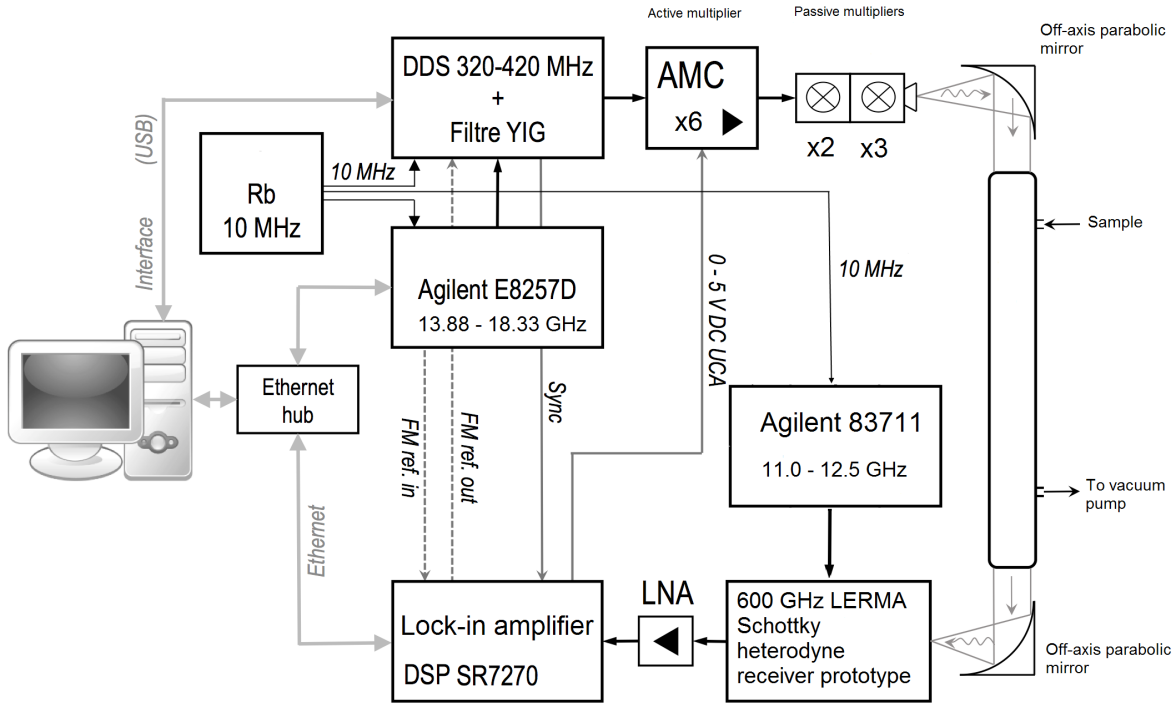 Active multiplier
Passive multipliers
Off-axis parabolic
mirror
DDS 320-420 MHz
+
Filtre YIG
AMC
x6
x2
x3
Interface
(USB)
Rb
10 MHz
10 MHz
Sample
Agilent E8257D
13.88 - 18.33 GHz
10 MHz
0 - 5 V DC UCA
Ethernet
hub
Sync
FM ref. in
FM ref. out
Agilent 83711
11.0 - 12.5 GHz
To vacuum
pump
Ethernet
Lock-in amplifier
DSP SR7270
LNA
600 GHz LERMA
Schottky
heterodyne
receiver prototype
Off-axis parabolic
mirror